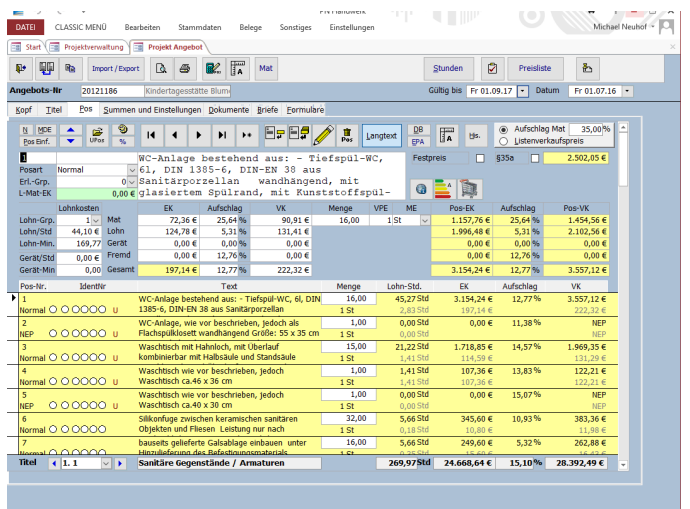 PN Handwerk
DATEI CLASSIC MENÜ Bearbeiten Stammdaten Belege Sonstiges Einstellungen Michael Neuhof
Start Projektverwaltung Projekt Angebot
Import/Export Mat Stunden Preisliste
Angebots-Nr 20121186 Kindertagesstätte Blum Gültig bis Fr 01.09.17 Datum Fr 01.07.16
Kopf Titel Pos Summen und Einstellungen Dokumente Briefe Formulare
N MDE UPos % Pos Langtext DB Hs. Aufschlag Mat 35,00 %
Pos Einf. EPA Listenverkaufspreis
1 WC-Anlage bestehend aus: - Tiefspül-WC, Festpreis §35a 2.502,05 €
Posart Normal 6l, DIN 1385-6, DIN-EN 38 aus
Erl.-Grp. 0 Sanitärporzellan wandhängend, mit
L-Mat-EK 0,00 € glasiertem Spülrand, mit Kunststoffspül-
Lohnkosten EK Aufschlag VK Menge VPE ME Pos-EK Aufschlag Pos-VK
Lohn-Grp. 1 Mat 72,36 € 25,64 % 90,91 € 16,00 1 St 1.157,76 € 25,64 % 1.454,56 €
Lohn/Std 44,10 € Lohn 124,78 € 5,31 % 131,41 € 1.996,48 € 5,31 % 2.102,56 €
Lohn-Min. 169,77 Gerät 0,00 € 0,00 % 0,00 € 0,00 € 0,00 % 0,00 €
Gerät/Std 0,00 € Fremd 0,00 € 12,76 % 0,00 € 0,00 € 12,76 % 0,00 €
Gerät-Min 0,00 Gesamt 197,14 € 12,77 % 222,32 € 3.154,24 € 12,77 % 3.557,12 €
Pos-Nr. IdentNr Text Menge Lohn-Std. EK Aufschlag VK
1 WC-Anlage bestehend aus: - Tiefspül-WC, 6l, DIN 16,00 45,27 Std 3.154,24 € 12,77 % 3.557,12 €
Normal U 1385-6, DIN-EN 38 aus Sanitärporzellan 1 St 2,83 Std 197,14 € 222,32 €
2 WC-Anlage, wie vor beschrieben, jedoch als 1,00 0,00 Std 0,00 € 11,38 % NEP
NEP U Flachspülklosett wandhängend Größe: 55 x 35 cm 1 St 0,00 Std NEP
3 Waschtisch mit Hahnloch, mit Überlauf 15,00 21,22 Std 1.718,85 € 14,57 % 1.969,35 €
Normal U kombinierbar mit Halbsäule und Standsäule 1 St 1,41 Std 114,59 € 131,29 €
4 Waschtisch wie vor beschrieben, jedoch 1,00 1,41 Std 107,36 € 13,83 % 122,21 €
Normal U Waschtisch ca.46 x 36 cm 1 St 1,41 Std 107,36 € 122,21 €
5 Waschtisch wie vor beschrieben, jedoch 1,00 0,00 Std 0,00 € 15,07 % NEP
NEP U Waschtisch ca.40 x 30 cm 1 St 0,00 Std NEP
6 Silikonfuge zwischen keramischen sanitären 32,00 5,66 Std 345,60 € 10,93 % 383,36 €
Normal Objekten und Fliesen Leistung nur nach 1 St 0,18 Std 10,80 € 11,98 €
7 bauseits gelieferte Galsablage einbauen unter 16,00 5,66 Std 249,60 € 5,32 % 262,88 €
Normal U Hinzulieferung des Befestigungsmaterials 1 St 0,35 Std 15,60 € 16,43 €
Titel 1. 1 Sanitäre Gegenstände / Armaturen 269,97 Std 24.668,64 € 15,10 % 28.392,49 €